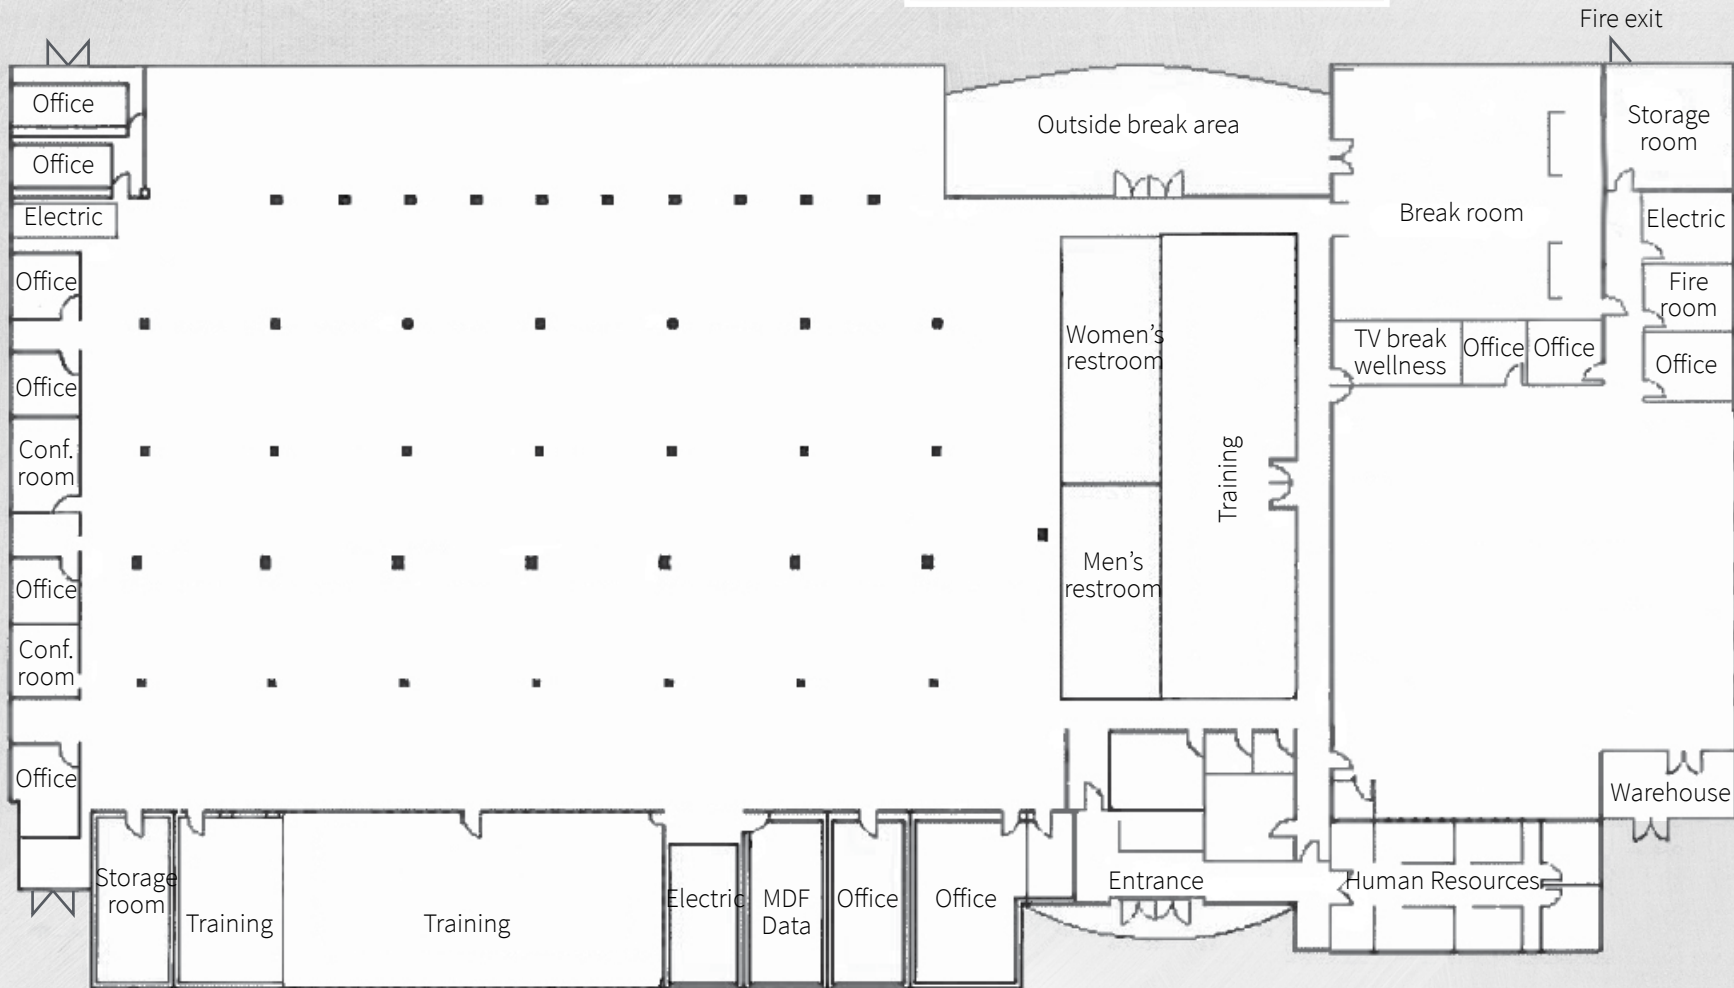 Fire exit
Office
Outside break area
Storage
room
Office
Electric
Break room
Electric
Office
Fire
room
Women's
restroom
TV break
wellness
Office
Office
Office
Office
Conf.
room
Training
Men's
restroom
Office
Conf.
room
Office
Warehouse
Storage
room
Training
Training
Electric
MDF
Data
Office
Office
Entrance
Human Resources